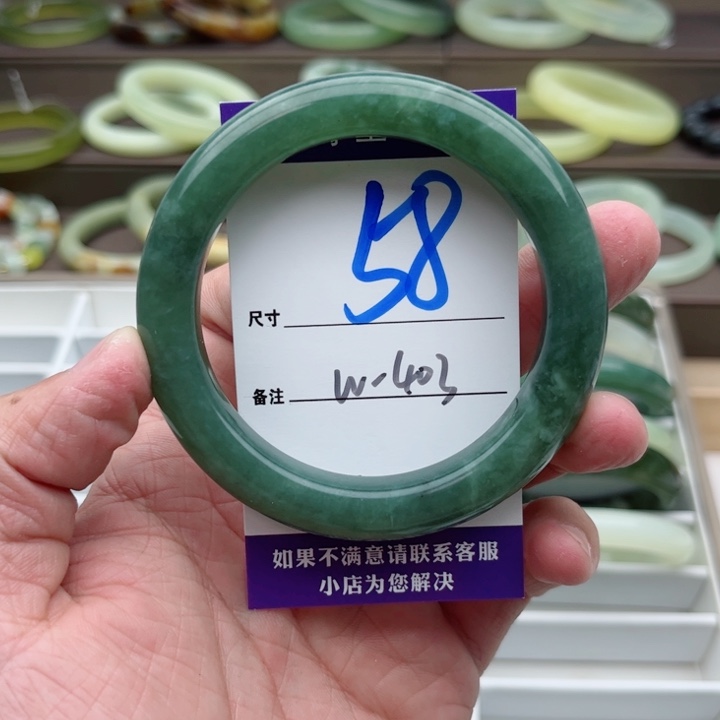 58
尺寸
w-403
备注
如果不满意请联系客服
小店为您解决